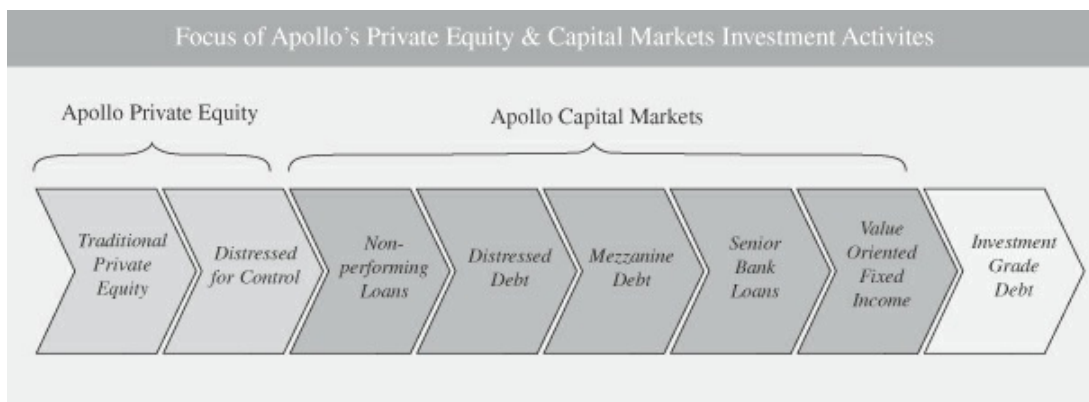 Focus of Apollo's Private Equity & Capital Markets Investment Activites
Apollo Private Equity
Apollo Capital Markets
Traditional
Private
Equity
Distressed
for Control
Non-
performing
Loans
Distressed
Debt
Mezzanine
Debt
Senior
Bank
Loans
Value
Oriented
Fixed
Income
Investment
Grade
Debt